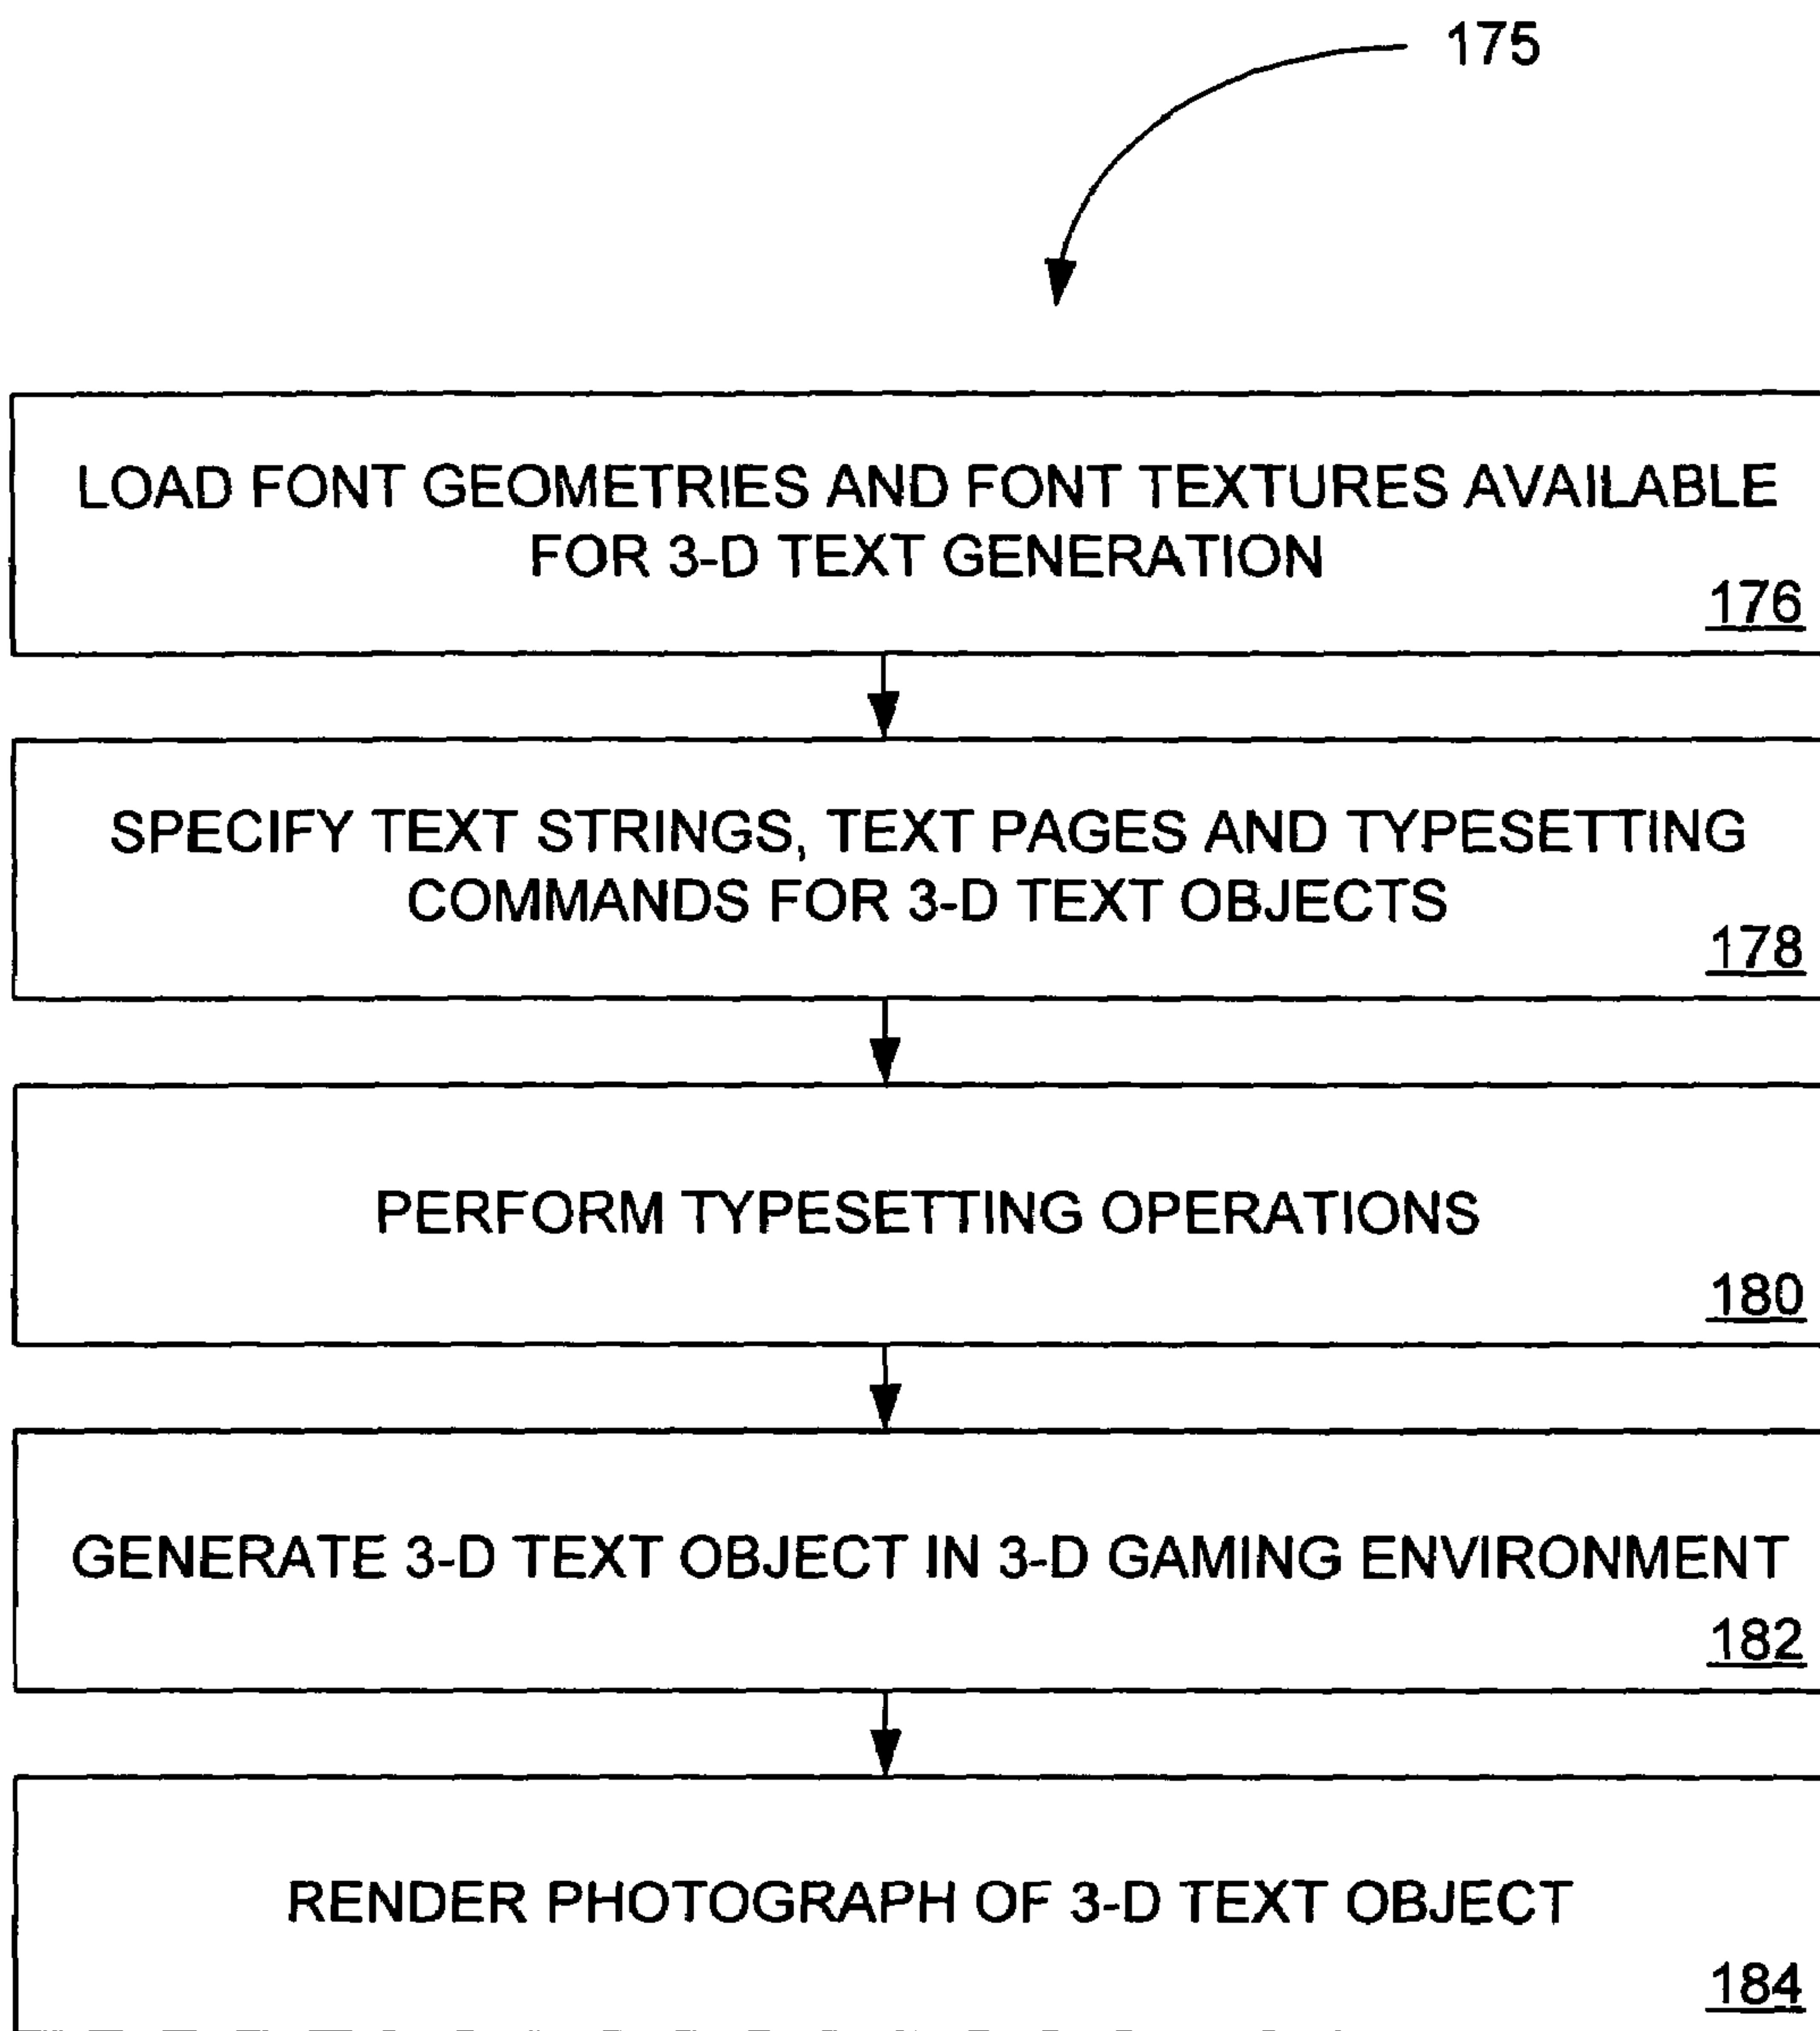 175
LOAD FONT GEOMETRIES AND FONT TEXTURES AVAILABLE
FOR 3-D TEXT GENERATION
176
SPECIFY TEXT STRINGS, TEXT PAGES AND TYPESETTING
COMMANDS FOR 3-D TEXT OBJECTS
178
PERFORM TYPESETTING OPERATIONS
180
GENERATE 3-D TEXT OBJECT IN 3-D GAMING ENVIRONMENT
182
RENDER PHOTOGRAPH OF 3-D TEXT OBJECT
184